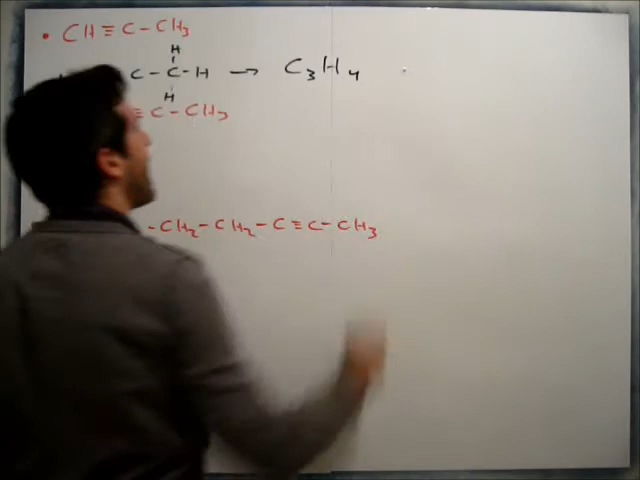 • CH≡C-CH₃
H
C-C-H → C₃H₄
H
≡C-CH₃
-CH₂-CH₂-C≡C-CH₃